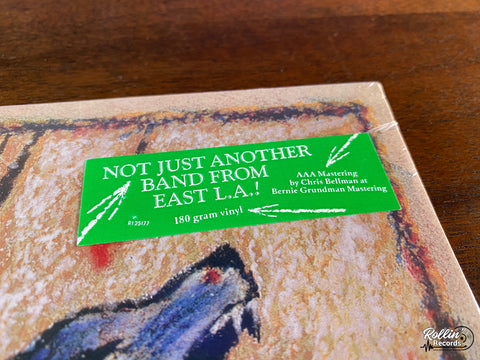 NOT JUST ANOTHER
BAND FROM
EAST L.A.!
180 gram vinyl
AAA Mastering
by Chris Bellman at
Bernie Grundman Mastering
Rollin'
Records